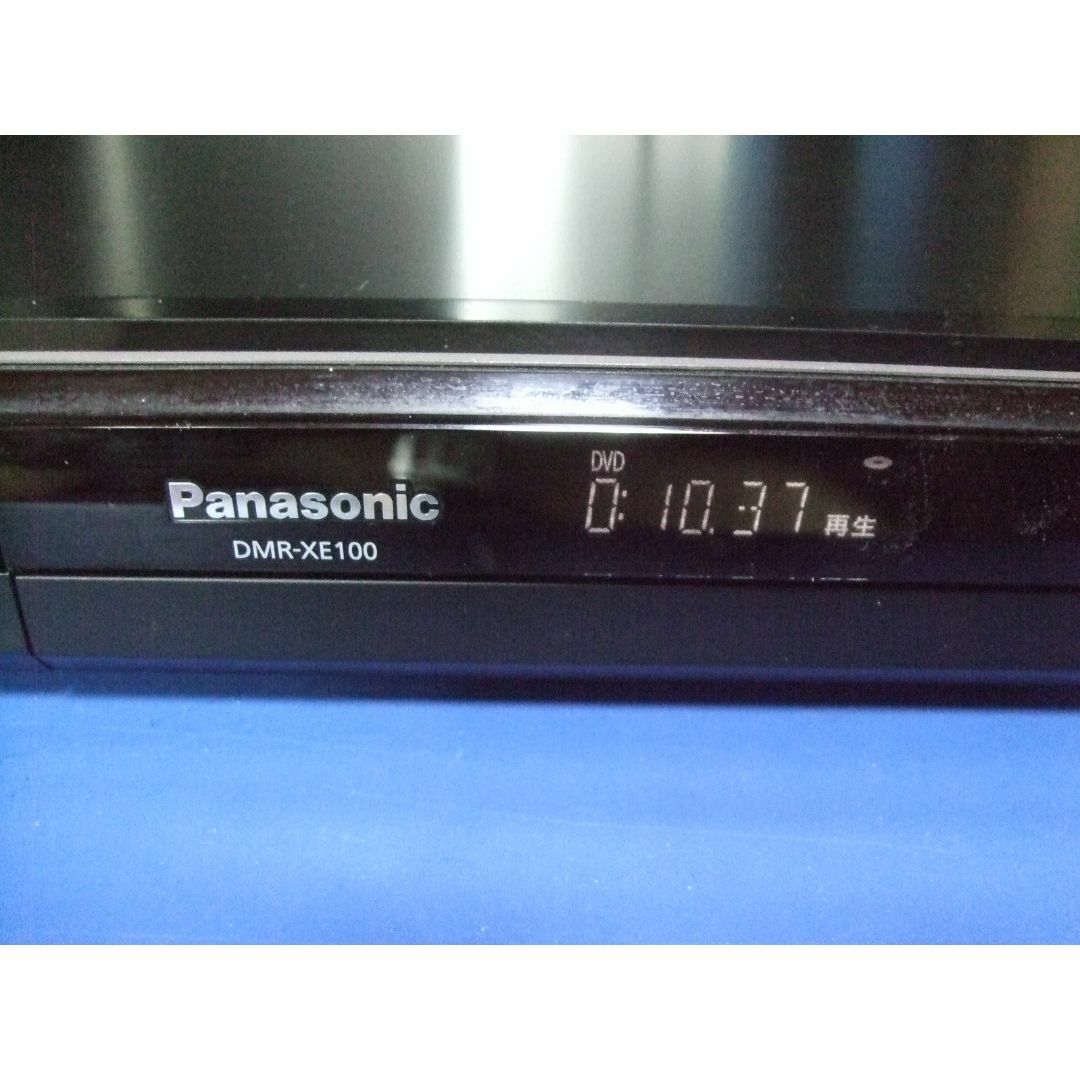 Panasonic
DMR-XE100
DVD
0:10.37 再生